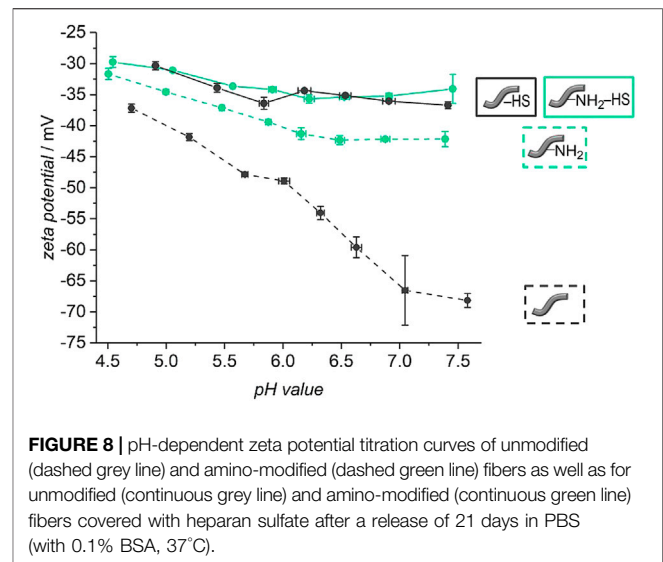 -25
-30
-35
-40
-45
-50
-55
-60
-65
-70
-75
zeta potential / mV
4.5 5.0 5.5 6.0 6.5 7.0 7.5
pH value
-HS
-NH2-HS
-NH2
FIGURE 8 | pH-dependent zeta potential titration curves of unmodified
(dashed grey line) and amino-modified (dashed green line) fibers as well as for
unmodified (continuous grey line) and amino-modified (continuous green line)
fibers covered with heparan sulfate after a release of 21 days in PBS
(with 0.1% BSA, 37°C).